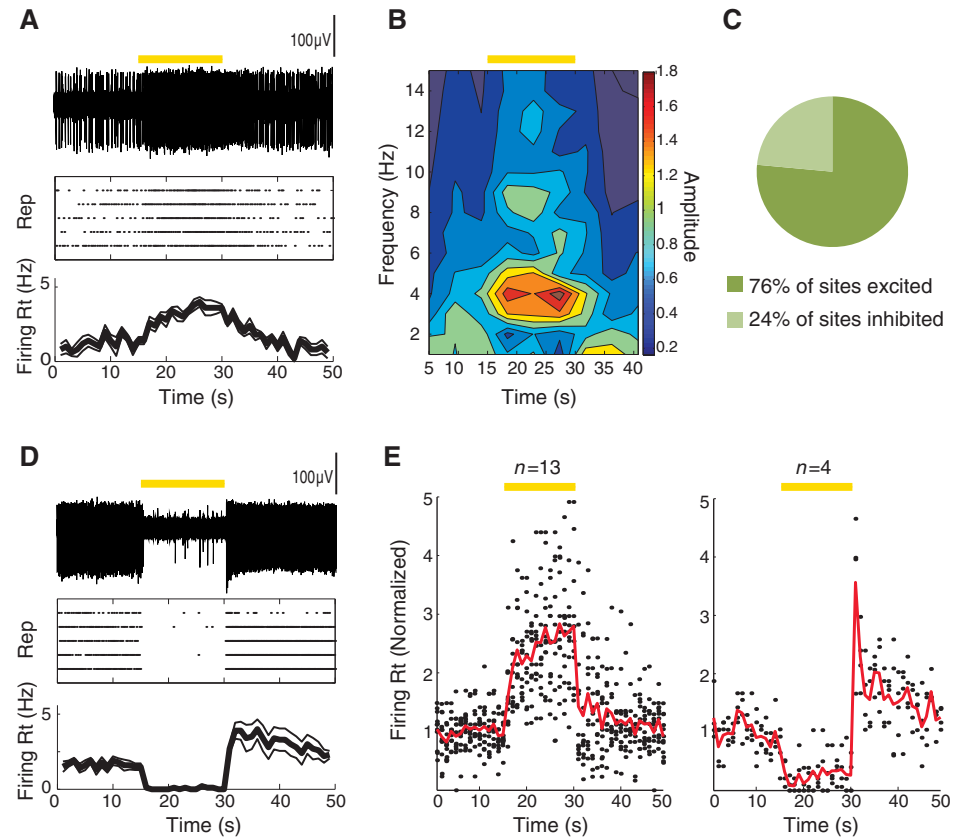 A
100µV
Rep
Firing Rt (Hz)
5
0
0 10 20 30 40 50
Time (s)
B
Frequency (Hz)
14
12
10
8
6
4
2
5 10 15 20 25 30 35 40
Time (s)
1.8
1.6
1.4
1.2
1.0
0.8
0.6
0.4
0.2
Amplitude
C
76% of sites excited
24% of sites inhibited
D
100µV
Rep
Firing Rt (Hz)
5
0
0 10 20 30 40 50
Time (s)
E
n=13
Firing Rt (Normalized)
5
4
3
2
1
0 10 20 30 40 50
Time (s)
n=4
5
4
3
2
1
0 10 20 30 40 50
Time (s)